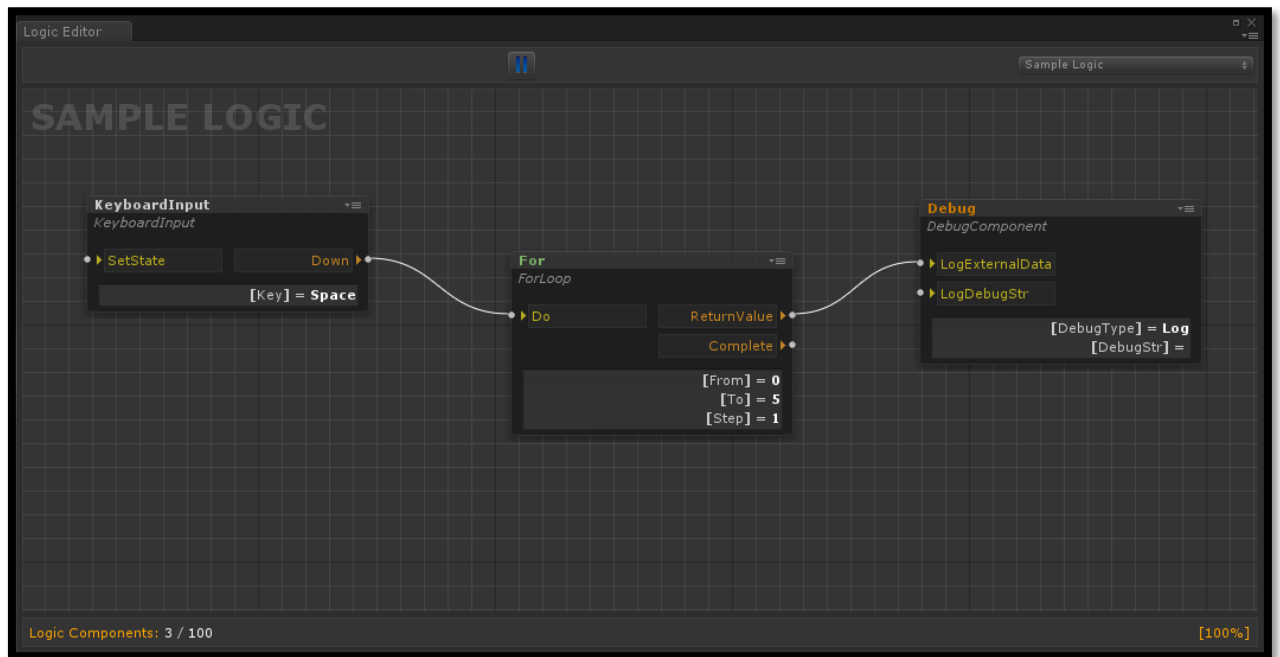 Logic Editor
Sample Logic
SAMPLE LOGIC
KeyboardInput
KeyboardInput
SetState
Down
[Key] = Space
For
ForLoop
Do
ReturnValue
Complete
[From] = 0
[To] = 5
[Step] = 1
Debug
DebugComponent
LogExternalData
LogDebugStr
[DebugType] = Log
[DebugStr] =
Logic Components: 3 / 100
[100%]